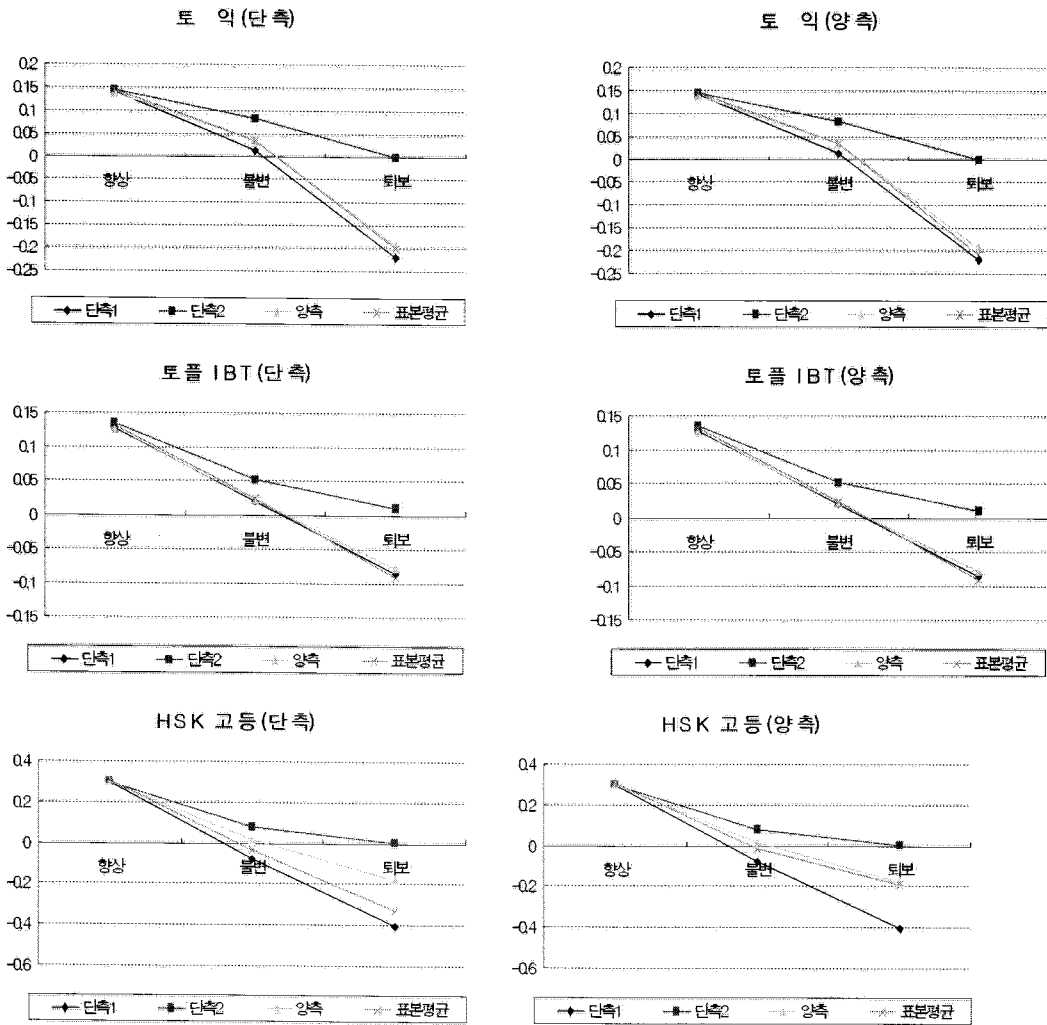 토 익(단측)
0.2
0.15
0.1
0.05
0
-0.05
-0.1
-0.15
-0.2
-0.25
향상 불변 퇴보
단측1 단측2 양측 표본평균
토 익(양측)
0.2
0.15
0.1
0.05
0
-0.05
-0.1
-0.15
-0.2
-0.25
향상 불변 퇴보
단측1 단측2 양측 표본평균
토플 IBT(단측)
0.15
0.1
0.05
0
-0.05
-0.1
-0.15
향상 불변 퇴보
단측1 단측2 양측 표본평균
토플 IBT(양측)
0.15
0.1
0.05
0
-0.05
-0.1
-0.15
향상 불변 퇴보
단측1 단측2 양측 표본평균
HSK 고등(단측)
0.4
0.2
0
-0.2
-0.4
-0.6
향상 불변 퇴보
단측1 단측2 양측 표본평균
HSK 고등(양측)
0.4
0.2
0
-0.2
-0.4
-0.6
향상 불변 퇴보
단측1 단측2 양측 표본평균